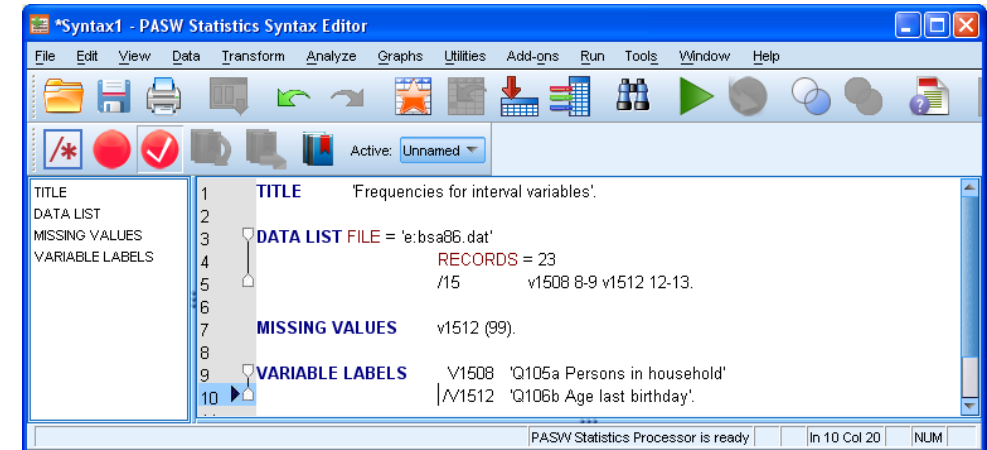 *Syntax1 - PASW Statistics Syntax Editor
File Edit View Data Transform Analyze Graphs Utilities Add-ons Run Tools Window Help
Active: Unnamed
TITLE
DATA LIST
MISSING VALUES
VARIABLE LABELS
1 TITLE 'Frequencies for interval variables'.
2
3 DATA LIST FILE = 'e:bsa86.dat'
4 RECORDS = 23
5 /15 v1508 8-9 v1512 12-13.
6
7 MISSING VALUES v1512 (99).
8
9 VARIABLE LABELS V1508 'Q105a Persons in household'
10 /V1512 'Q106b Age last birthday'.
PASW Statistics Processor is ready In 10 Col 20 NUM